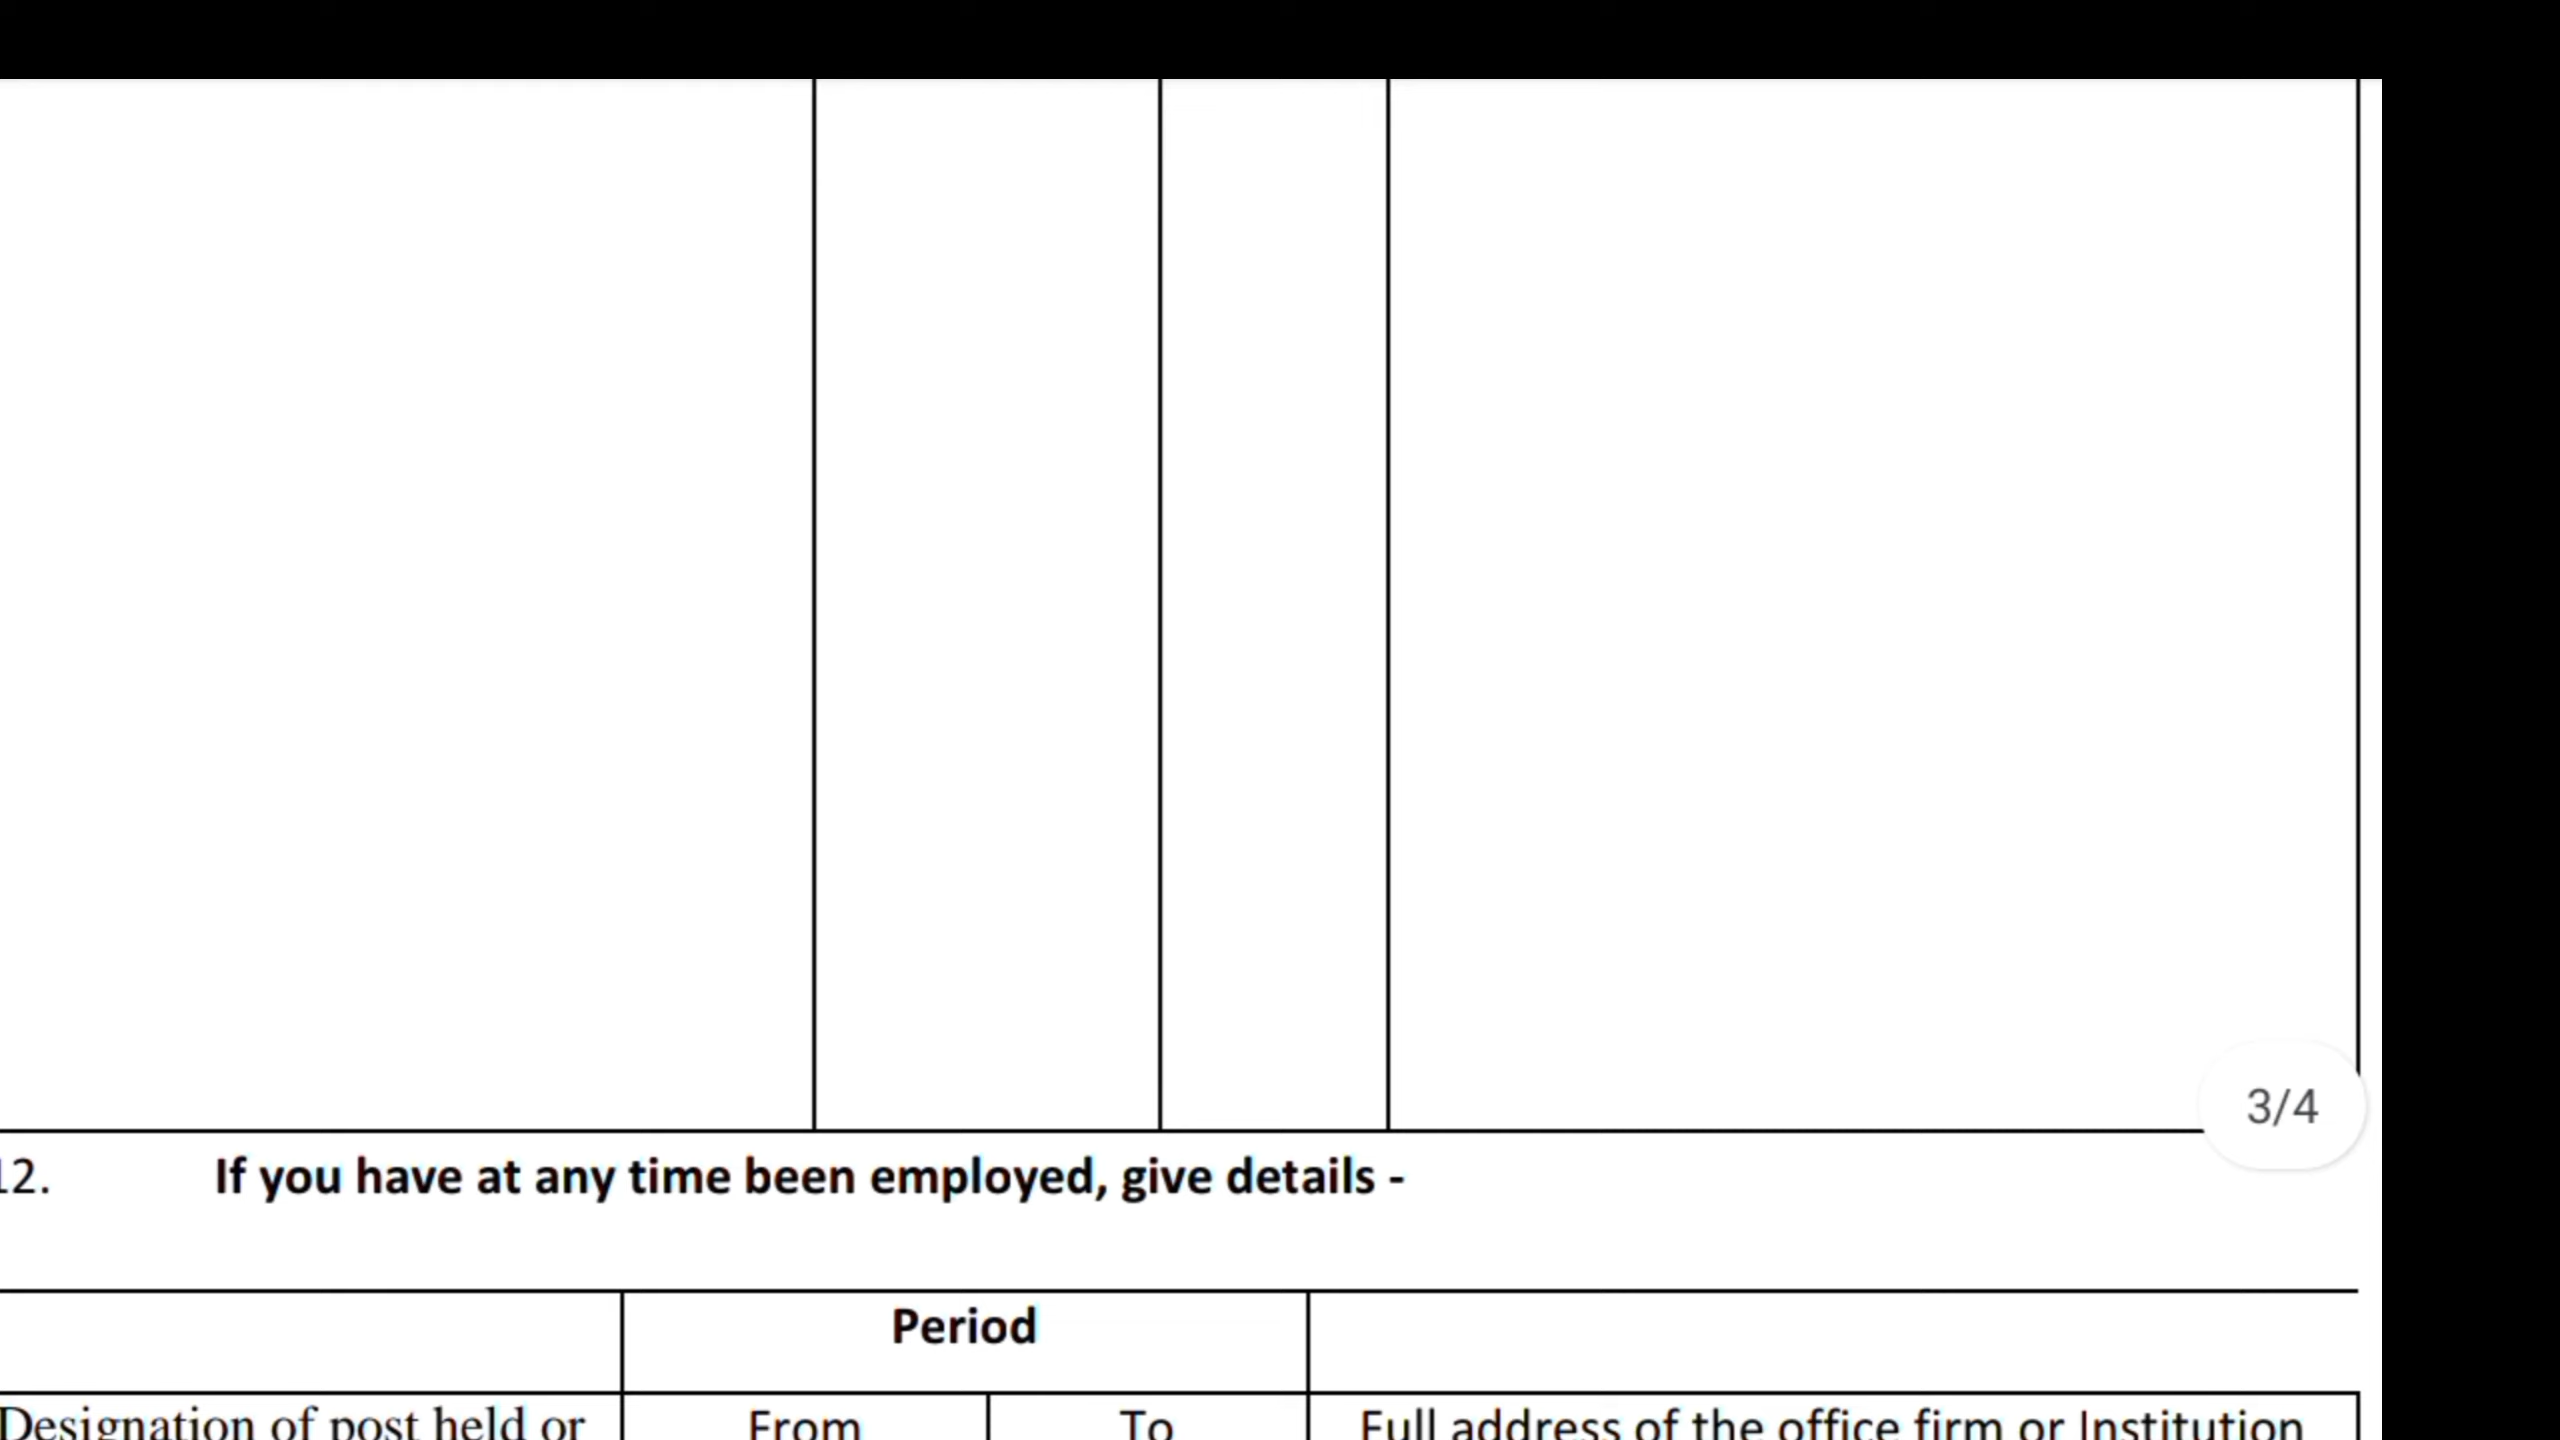 3/4
12. If you have at any time been employed, give details -
Period
Designation of post held or From To Full address of the office firm or Institution